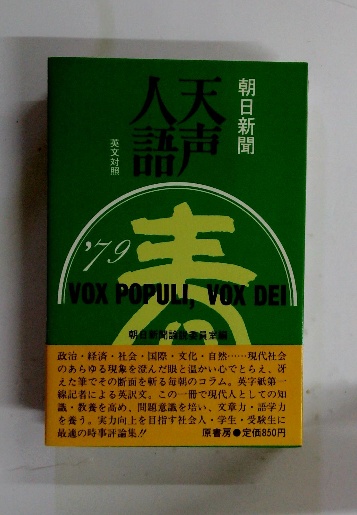 朝日新聞
天声
人語
英文対照
'79
春
VOX POPULI, VOX DEI
朝日新聞論説委員室編
政治・経済・社会・国際・文化・自然……現代社会
のあらゆる現象を澄んだ眼と温かい心でとらえ、冴
えた筆でその断面を斬る毎朝のコラム。英字紙第一
線記者による英訳文。この一冊で現代人としての知
識・教養を高め、問題意識を培い、文章力・語学力
を養う。実力向上を目指す社会人・学生・受験生に
最適の時事評論集!!
原書房●定価850円